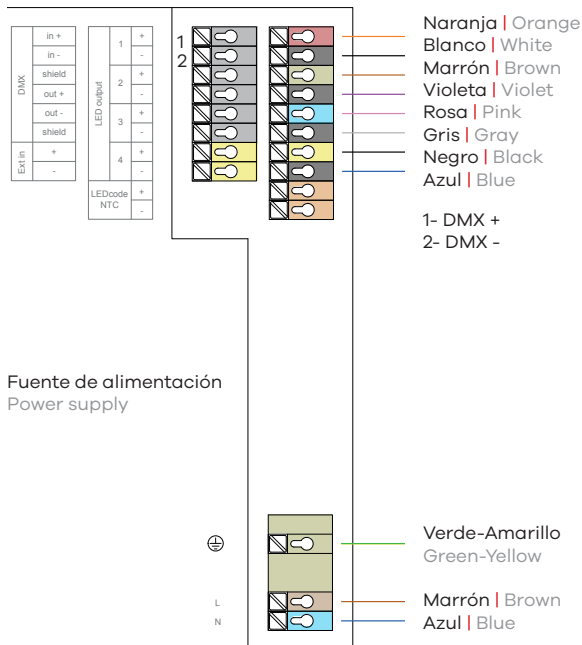 Naranja | Orange
Blanco | White
Marrón | Brown
Violeta | Violet
Rosa | Pink
Gris | Gray
Negro | Black
Azul | Blue
1- DMX +
2- DMX -
DMX
in +
in -
shield
out +
out -
shield
Ext in
+
-
LED output
1
+
-
2
+
-
3
+
-
4
+
-
LEDcode
NTC
+
-
1
2
Fuente de alimentación
Power supply
Verde-Amarillo
Green-Yellow
L
Marrón | Brown
N
Azul | Blue